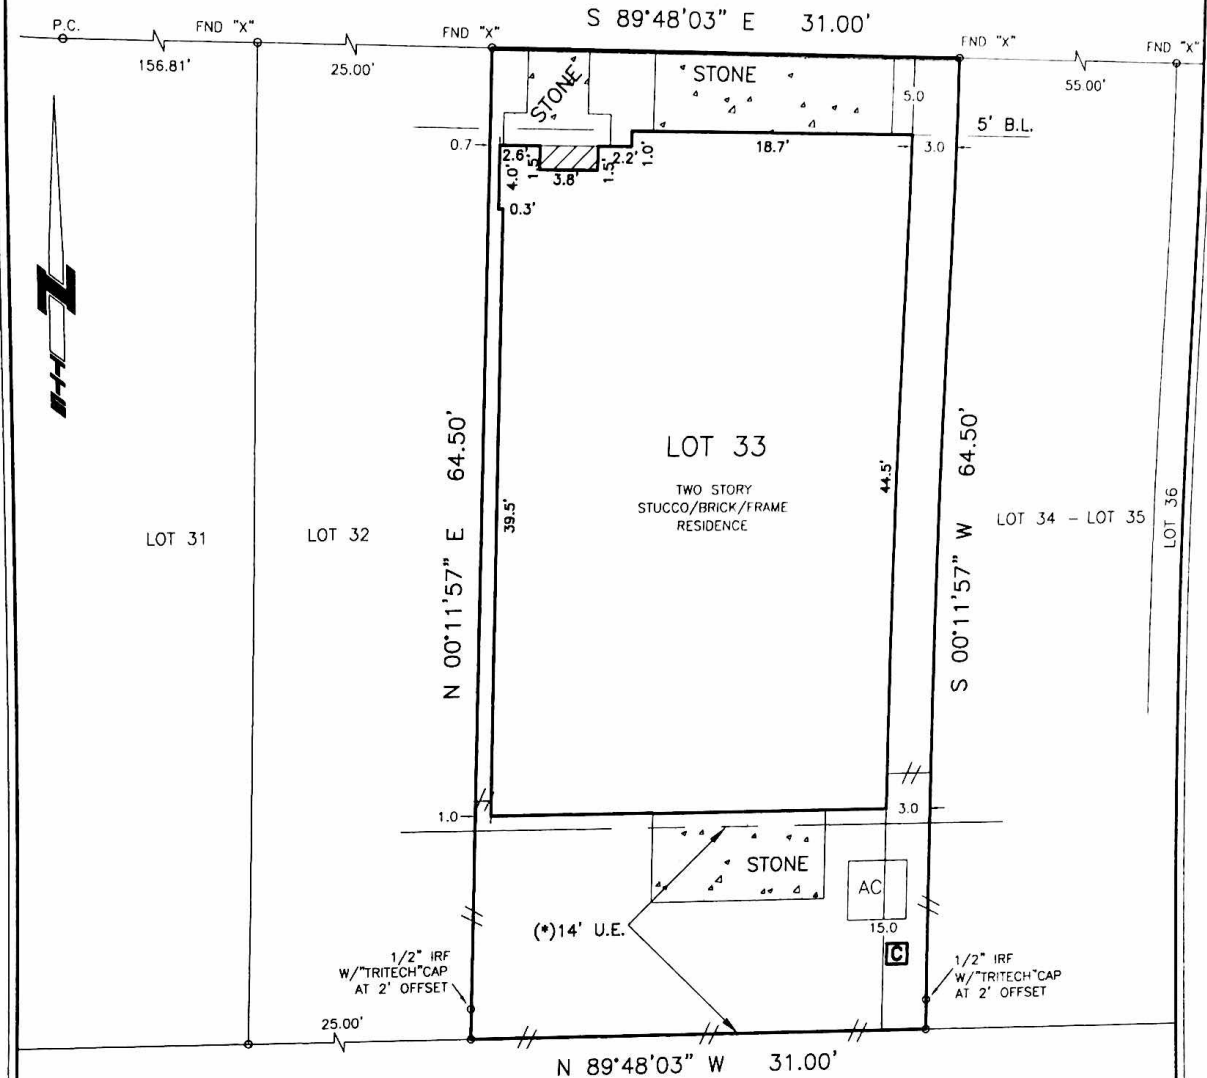 S 89°48'03" E 31.00'
P.C.
FND "X"
FND "X"
FND "X"
FND "X"
156.81'
25.00'
55.00'
STONE
STONE
5.0
5' B.L.
0.7
2.6'
1.5
3.8'
1.5'
2.2'
1.0'
18.7'
3.0
4.0'
0.3'
N
N 00°11'57" E 64.50'
39.5'
LOT 33
TWO STORY
STUCCO/BRICK/FRAME
RESIDENCE
44.5'
S 00°11'57" W 64.50'
LOT 31
LOT 32
LOT 34 - LOT 35
LOT 36
1.0
3.0
STONE
AC
(*)14' U.E.
15.0
C
1/2" IRF
W/"TRITECH"CAP
AT 2' OFFSET
1/2" IRF
W/"TRITECH"CAP
AT 2' OFFSET
25.00'
N 89°48'03" W 31.00'